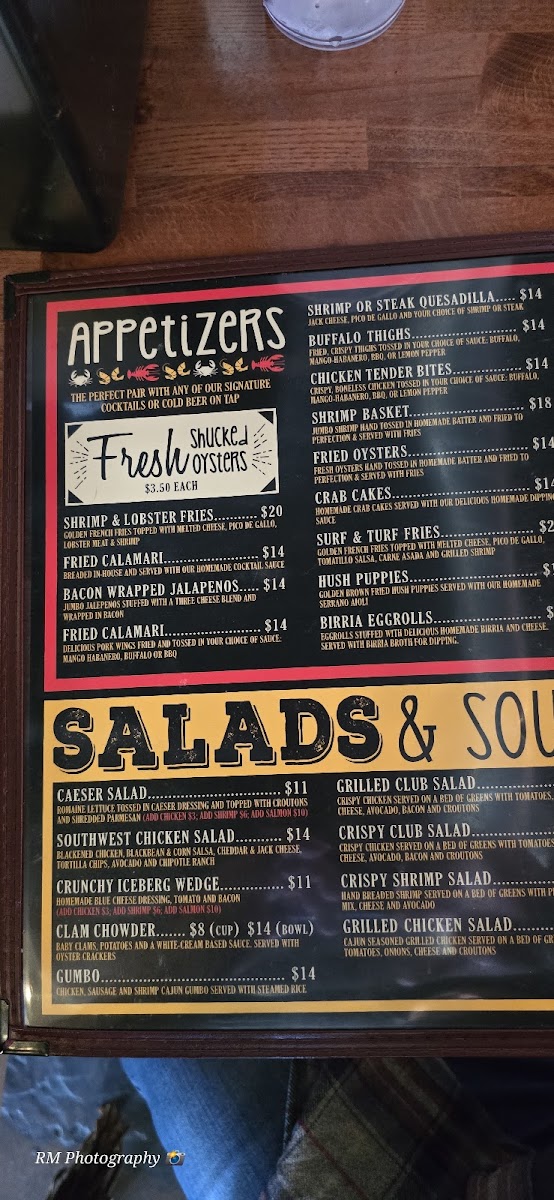 APPETIZERS
THE PERFECT PAIR WITH ANY OF OUR SIGNATURE
COCKTAILS OR COLD BEER ON TAP
Fresh shucked
oysters
$3.50 EACH
SHRIMP & LOBSTER FRIES.......... $20
GOLDEN FRENCH FRIES TOPPED WITH MELTED CHEESE, PICO DE GALLO,
LOBSTER MEAT & SHRIMP
FRIED CALAMARI...................... $14
BREADED IN-HOUSE AND SERVED WITH OUR HOMEMADE COCKTAIL SAUCE
BACON WRAPPED JALAPENOS..... $14
JUMBO JALEPENOS STUFFED WITH A THREE CHEESE BLEND AND
WRAPPED IN BACON
FRIED CALAMARI...................... $14
DELICIOUS PORK WINGS FRIED AND TOSSED IN YOUR CHOICE OF SAUCE:
MANGO HABANERO, BUFFALO OR BBQ
SHRIMP OR STEAK QUESADILLA..... $14
JACK CHEESE, PICO DE GALLO AND YOUR CHOICE OF SHRIMP OR STEAK
BUFFALO THIGHS........................ $14
FRIED, CRISPY THIGHS TOSSED IN YOUR CHOICE OF SAUCE: BUFFALO,
MANGO-HABANERO, BBQ, OR LEMON PEPPER
CHICKEN TENDER BITES................ $14
CRISPY, BONELESS CHICKEN TOSSED IN YOUR CHOICE OF SAUCE: BUFFALO,
MANGO-HABANERO, BBQ, OR LEMON PEPPER
SHRIMP BASKET.......................... $18
JUMBO SHRIMP HAND TOSSED IN HOMEMADE BATTER AND FRIED TO
PERFECTION & SERVED WITH FRIES
FRIED OYSTERS........................... $14
FRESH OYSTERS HAND TOSSED IN HOMEMADE BATTER AND FRIED TO
PERFECTION & SERVED WITH FRIES
CRAB CAKES............................... $14
HOMEMADE CRAB CAKES SERVED WITH OUR DELICIOUS HOMEMADE DIPPING
SAUCE
SURF & TURF FRIES...................... $2
GOLDEN FRENCH FRIES TOPPED WITH MELTED CHEESE, PICO DE GALLO,
TOMATILLO SALSA, CARNE ASADA AND GRILLED SHRIMP
HUSH PUPPIES............................. $
GOLDEN BROWN FRIED HUSH PUPPIES SERVED WITH OUR HOMEMADE
SERRANO AIOLI
BIRRIA EGGROLLS......................... $
EGGROLLS STUFFED WITH DELICIOUS HOMEMADE BIRRIA AND CHEESE.
SERVED WITH BIRRIA BROTH FOR DIPPING.
SALADS & SOU
CAESER SALAD.............................. $11
ROMAINE LETTUCE TOSSED IN CAESER DRESSING AND TOPPED WITH CROUTONS
AND SHREDDED PARMESAN (ADD CHICKEN $3; ADD SHRIMP $6; ADD SALMON $10)
SOUTHWEST CHICKEN SALAD........... $14
BLACKENED CHICKEN, BLACKBEAN & CORN SALSA, CHEDDAR & JACK CHEESE,
TORTILLA CHIPS, AVOCADO AND CHIPOTLE RANCH
CRUNCHY ICEBERG WEDGE.............. $11
HOMEMADE BLUE CHEESE DRESSING, TOMATO AND BACON
(ADD CHICKEN $3; ADD SHRIMP $6; ADD SALMON $10)
CLAM CHOWDER....... $8 (CUP) $14 (BOWL)
BABY CLAMS, POTATOES AND A WHITE-CREAM BASED SAUCE. SERVED WITH
OYSTER CRACKERS
GUMBO........................................ $14
CHICKEN, SAUSAGE AND SHRIMP CAJUN GUMBO SERVED WITH STEAMED RICE
GRILLED CLUB SALAD
CRISPY CHICKEN SERVED ON A BED OF GREENS WITH TOMATOES,
CHEESE, AVOCADO, BACON AND CROUTONS
CRISPY CLUB SALAD
CRISPY CHICKEN SERVED ON A BED OF GREENS WITH TOMATOES
CHEESE, AVOCADO, BACON AND CROUTONS
CRISPY SHRIMP SALAD
HAND BREADED SHRIMP SERVED ON A BED OF GREENS WITH
MIX, CHEESE AND AVOCADO
GRILLED CHICKEN SALAD
CAJUN SEASONED GRILLED CHICKEN SERVED ON A BED OF
TOMATOES, ONIONS, CHEESE AND CROUTONS
RM Photography